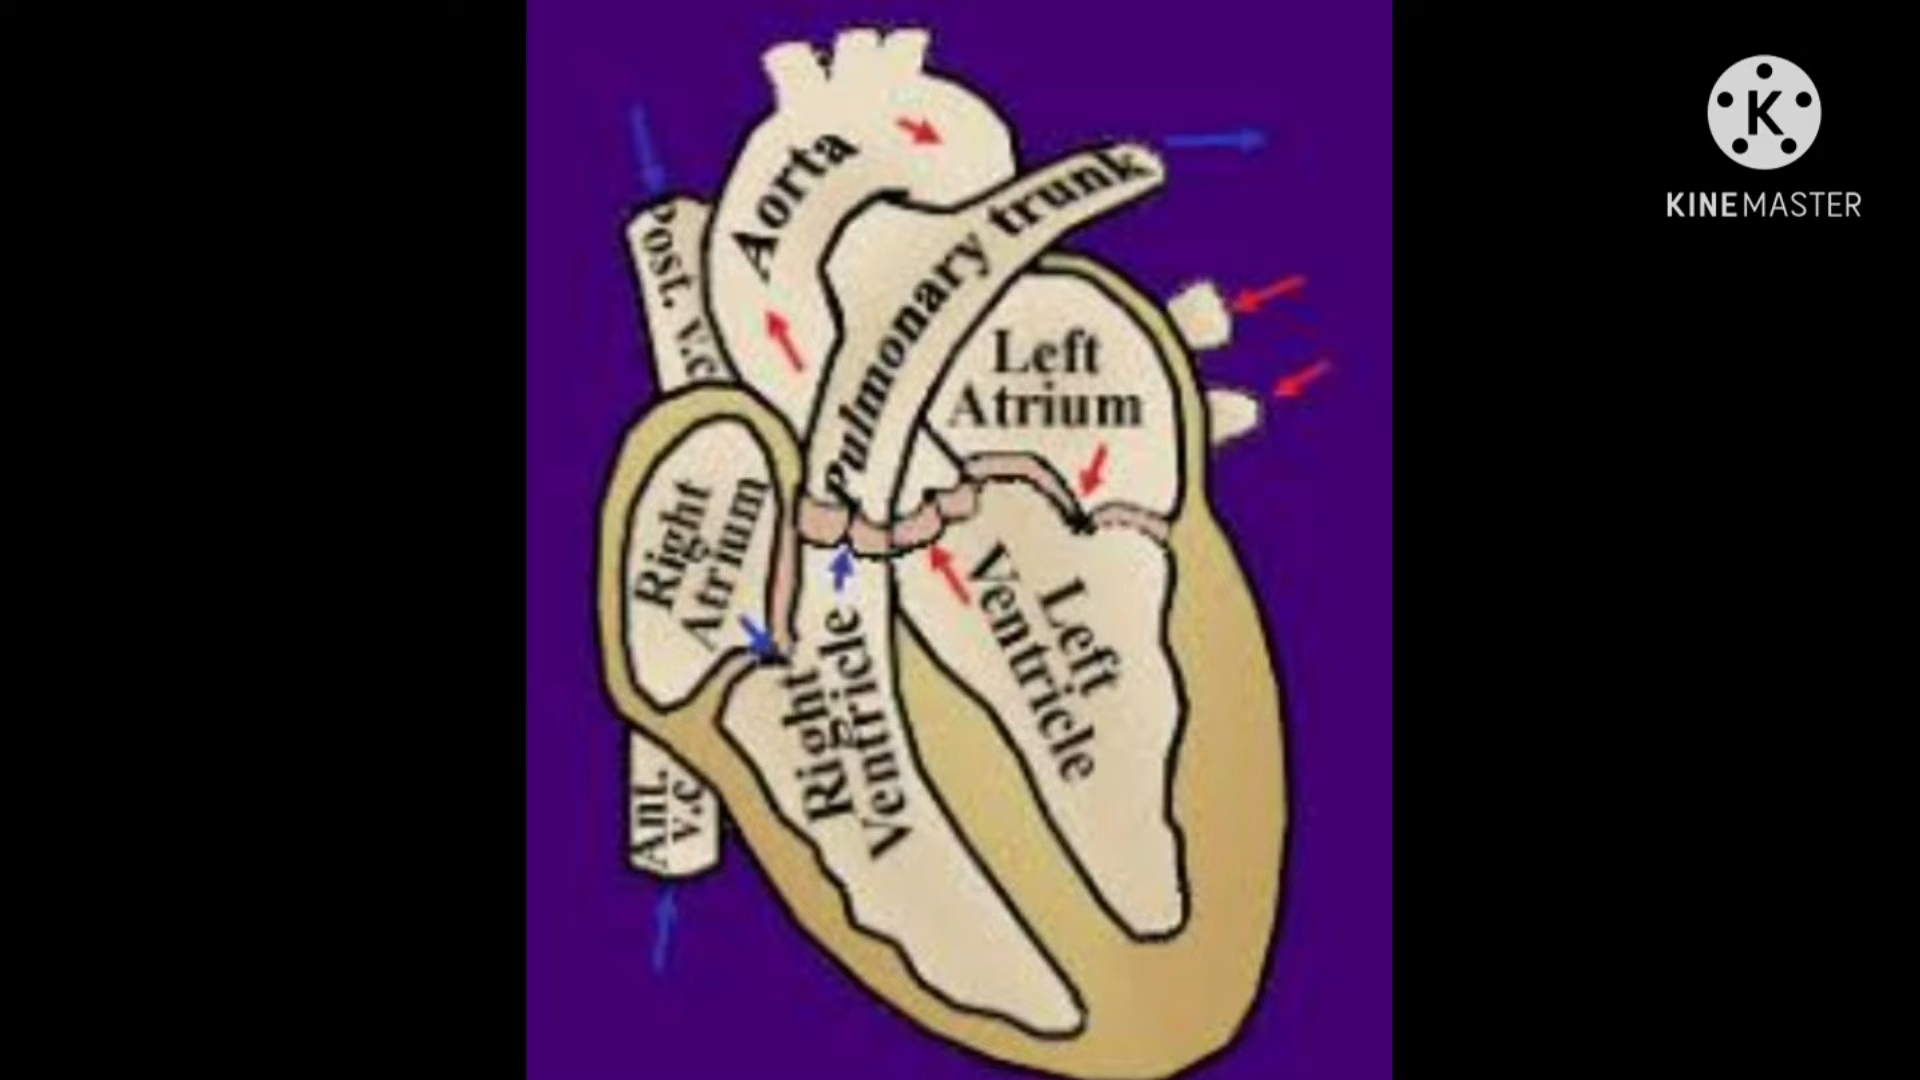 Aorta
Pulmonary trunk
Post. v.c
Left
Atrium
Right
Atrium
Right
Ventricle
Left
Ventricle
Ant.
v.c
K
KINEMASTER